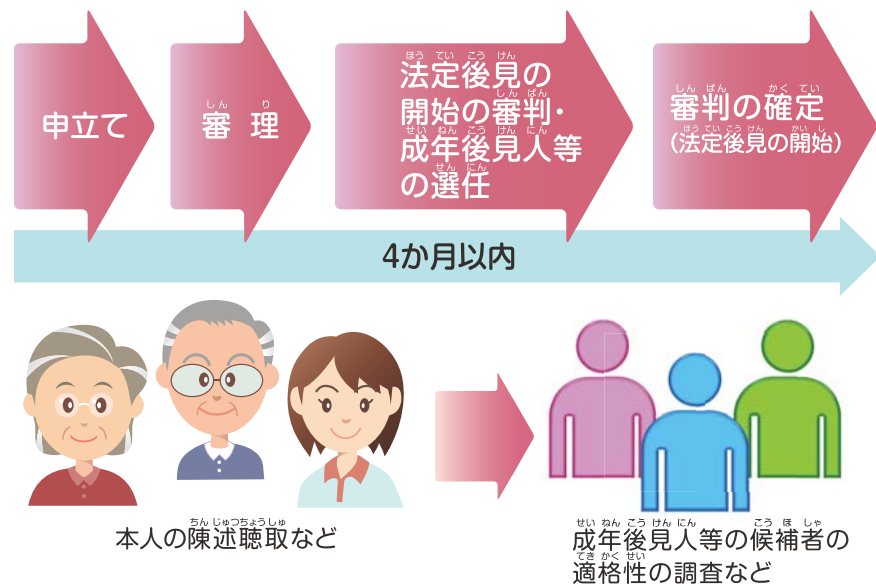 申立て
審理
法定後見の
開始の審判・
成年後見人等
の選任
審判の確定
(法定後見の開始)
4か月以内
本人の陳述聴取など
成年後見人等の候補者の
適格性の調査など